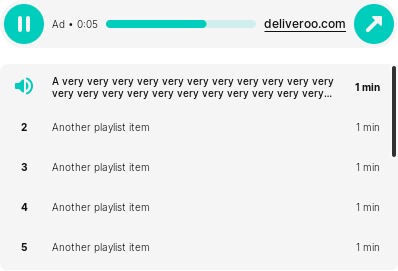 Ad • 0:05
deliveroo.com
A very very very very very very very very very very very
very very very very very very very very very very very...
1 min
2 Another playlist item 1 min
3 Another playlist item 1 min
4 Another playlist item 1 min
5 Another playlist item 1 min